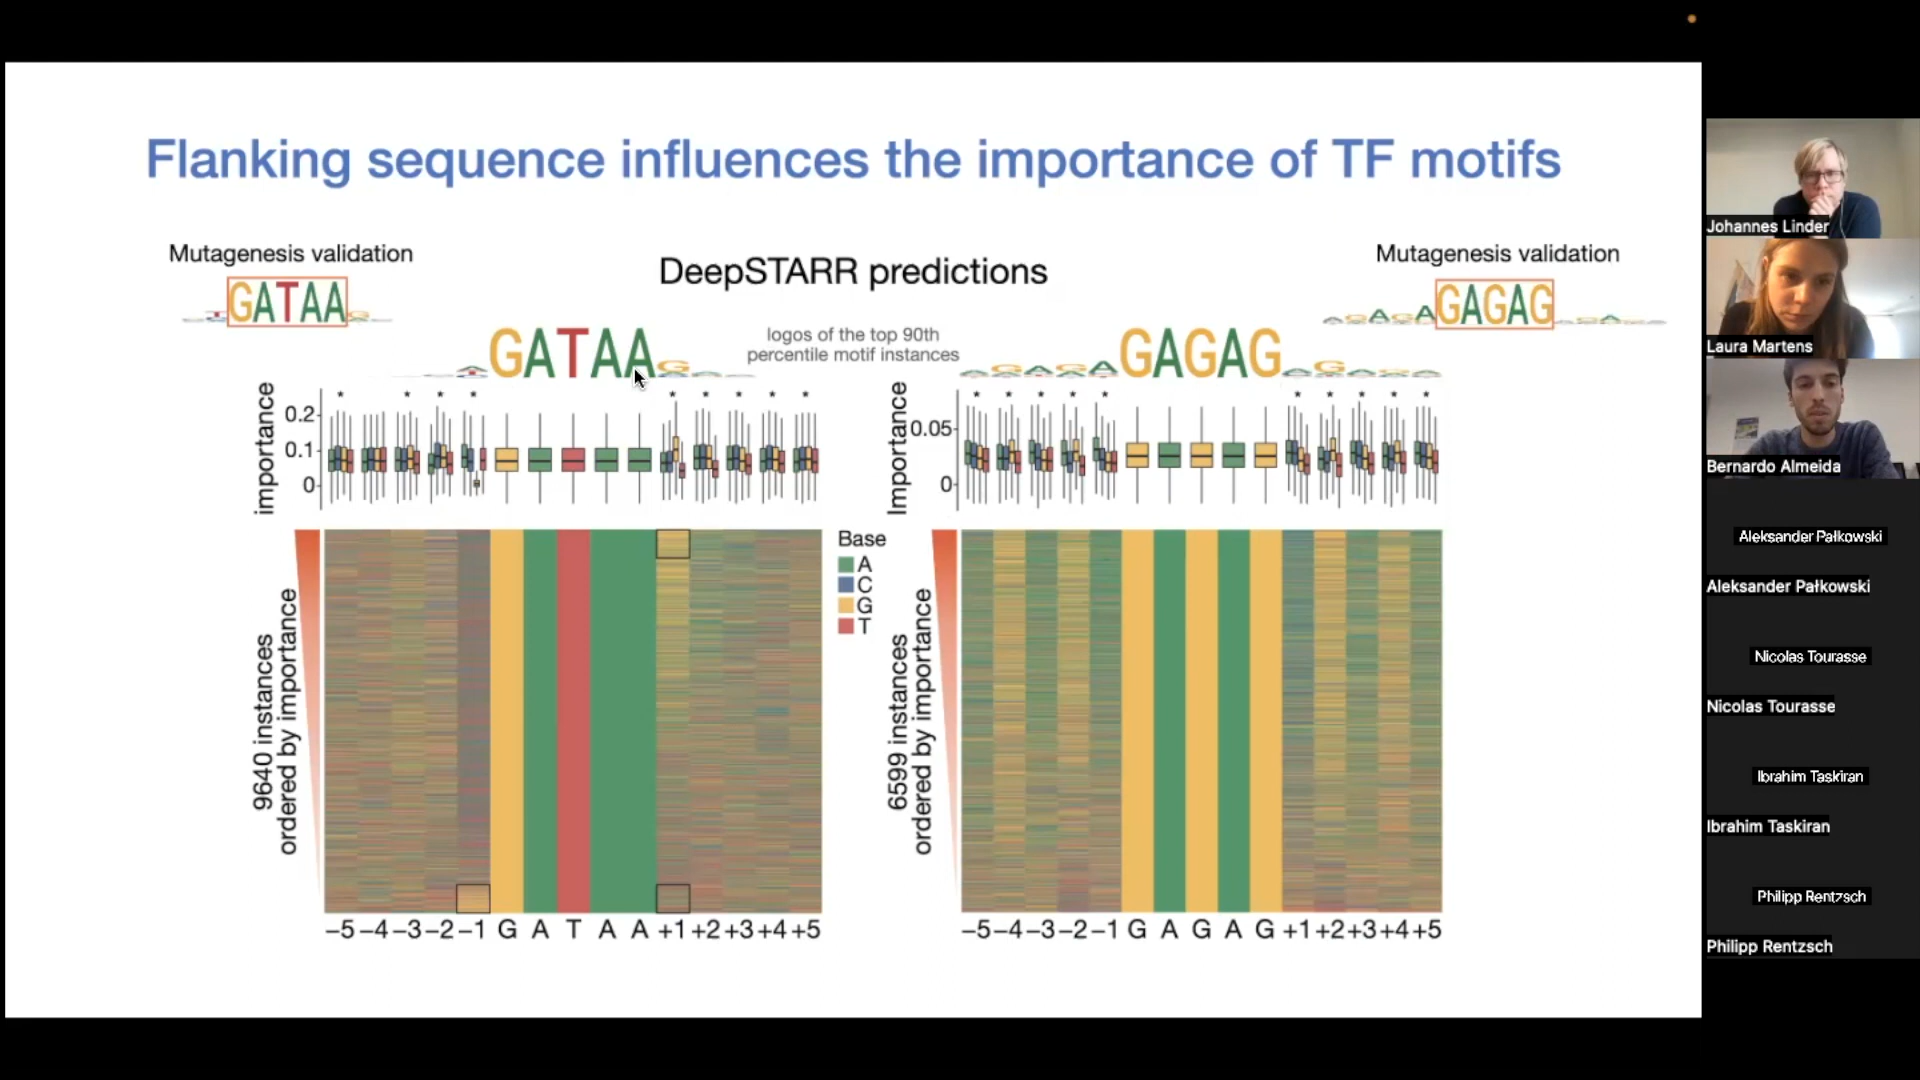 Flanking sequence influences the importance of TF motifs
Mutagenesis validation
GATAA
DeepSTARR predictions
Mutagenesis validation
GAGAG
GATAA
logos of the top 90th
percentile motif instances
GAGAG
importance
0.2
0.1
0
* * * * * * * * *
Importance
0.05
0
* * * * * * * * * *
9640 instances
ordered by importance
Base
A
C
G
T
6599 instances
ordered by importance
−5 −4 −3 −2 −1 G A T A A +1 +2 +3 +4 +5
−5 −4 −3 −2 −1 G A G A G +1 +2 +3 +4 +5
Johannes Linder
Laura Martens
Bernardo Almeida
Aleksander Pałkowski
Aleksander Pałkowski
Nicolas Tourasse
Nicolas Tourasse
Ibrahim Taskiran
Ibrahim Taskiran
Philipp Rentzsch
Philipp Rentzsch